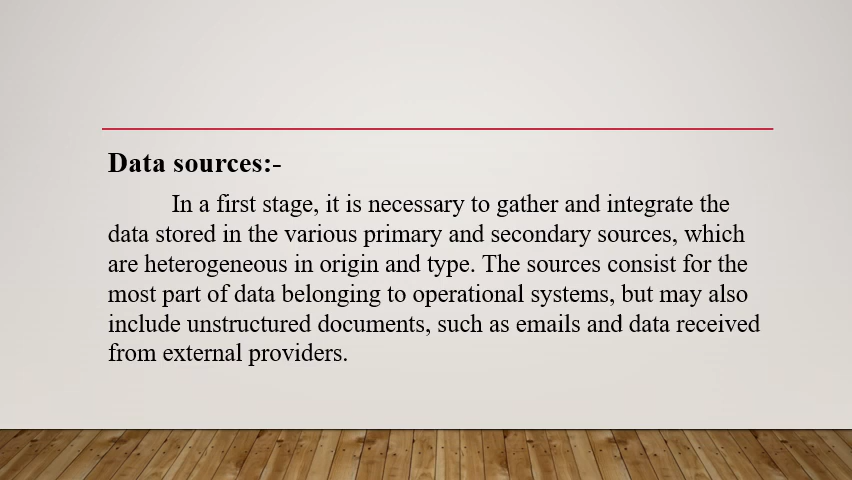 Data sources:-
In a first stage, it is necessary to gather and integrate the
data stored in the various primary and secondary sources, which
are heterogeneous in origin and type. The sources consist for the
most part of data belonging to operational systems, but may also
include unstructured documents, such as emails and data received
from external providers.